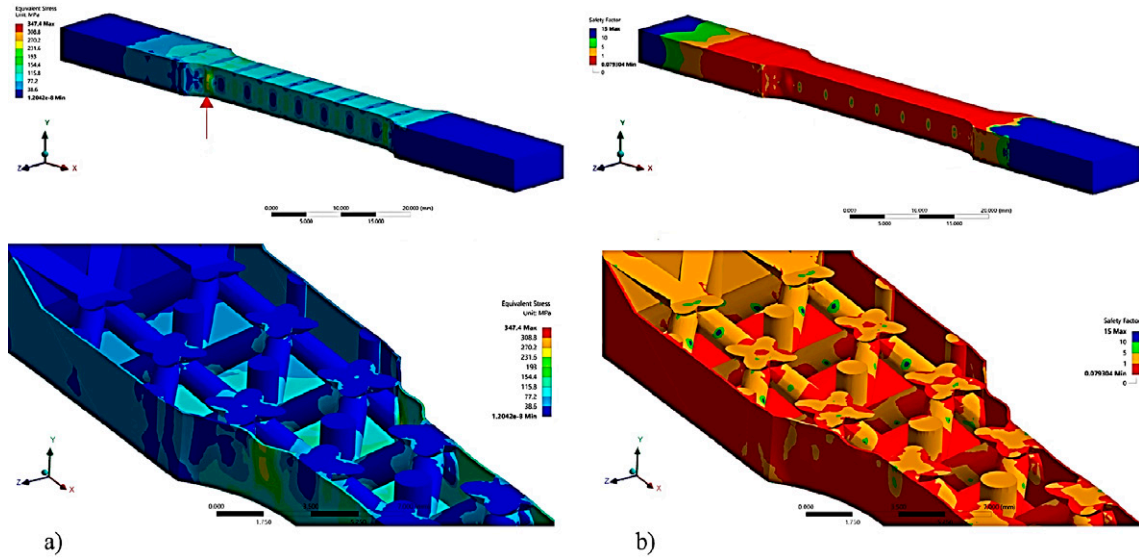 Equivalent Stress
Unit: MPa
347.4 Max
308.8
270.2
231.6
193
154.4
115.8
77.2
38.6
1.2042e-8 Min
Y
Z
X
0.000
10.000
20.000 (mm)
5.000
15.000
Safety Factor
15 Max
10
5
1
0.079304 Min
0
Y
Z
X
0.000
10.000
20.000 (mm)
5.000
15.000
Equivalent Stress
Unit: MPa
347.4 Max
308.8
270.2
231.6
193
154.4
115.8
77.2
38.6
1.2042e-8 Min
Y
Z
X
0.000
1.750
a)
Safety Factor
15 Max
10
5
1
0.079304 Min
0
Y
Z
X
0.000
1.750
b)